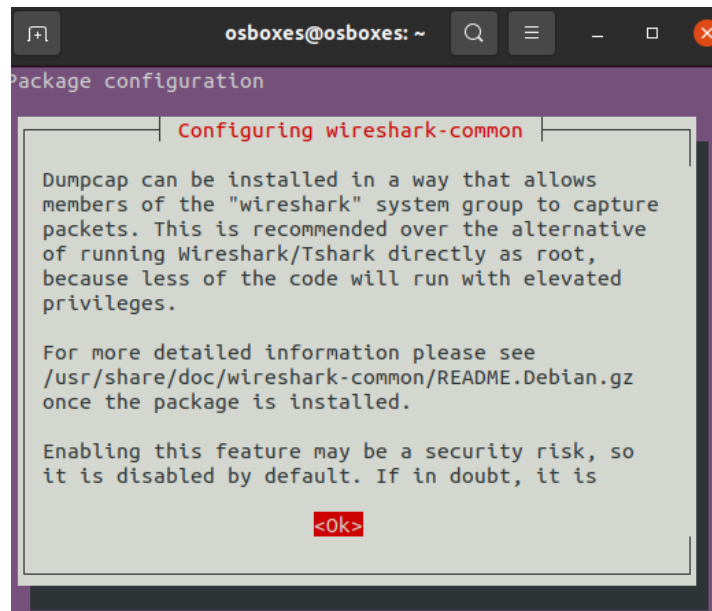 osboxes@osboxes: ~
Package configuration
Configuring wireshark-common
Dumpcap can be installed in a way that allows
members of the "wireshark" system group to capture
packets. This is recommended over the alternative
of running Wireshark/Tshark directly as root,
because less of the code will run with elevated
privileges.
For more detailed information please see
/usr/share/doc/wireshark-common/README.Debian.gz
once the package is installed.
Enabling this feature may be a security risk, so
it is disabled by default. If in doubt, it is
<Ok>